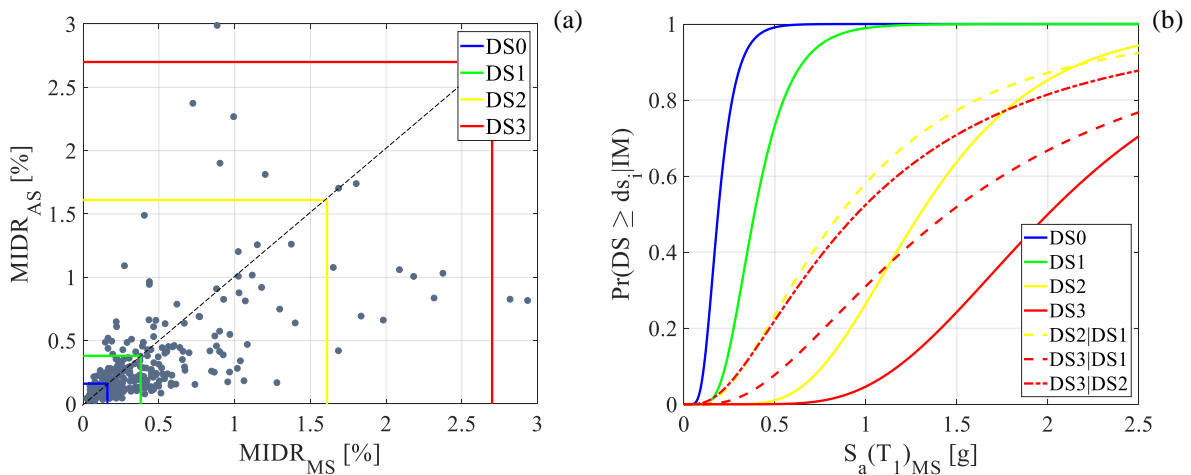 (a)
3
2.5
2
1.5
1
0.5
0
MIDR_AS [%]
0
0.5
1
1.5
2
2.5
3
MIDR_MS [%]
DS0
DS1
DS2
DS3
(b)
1
0.8
0.6
0.4
0.2
0
Pr(DS ≥ ds_i|IM)
0
0.5
1
1.5
2
2.5
S_a(T_1)_MS [g]
DS0
DS1
DS2
DS3
DS2|DS1
DS3|DS1
DS3|DS2